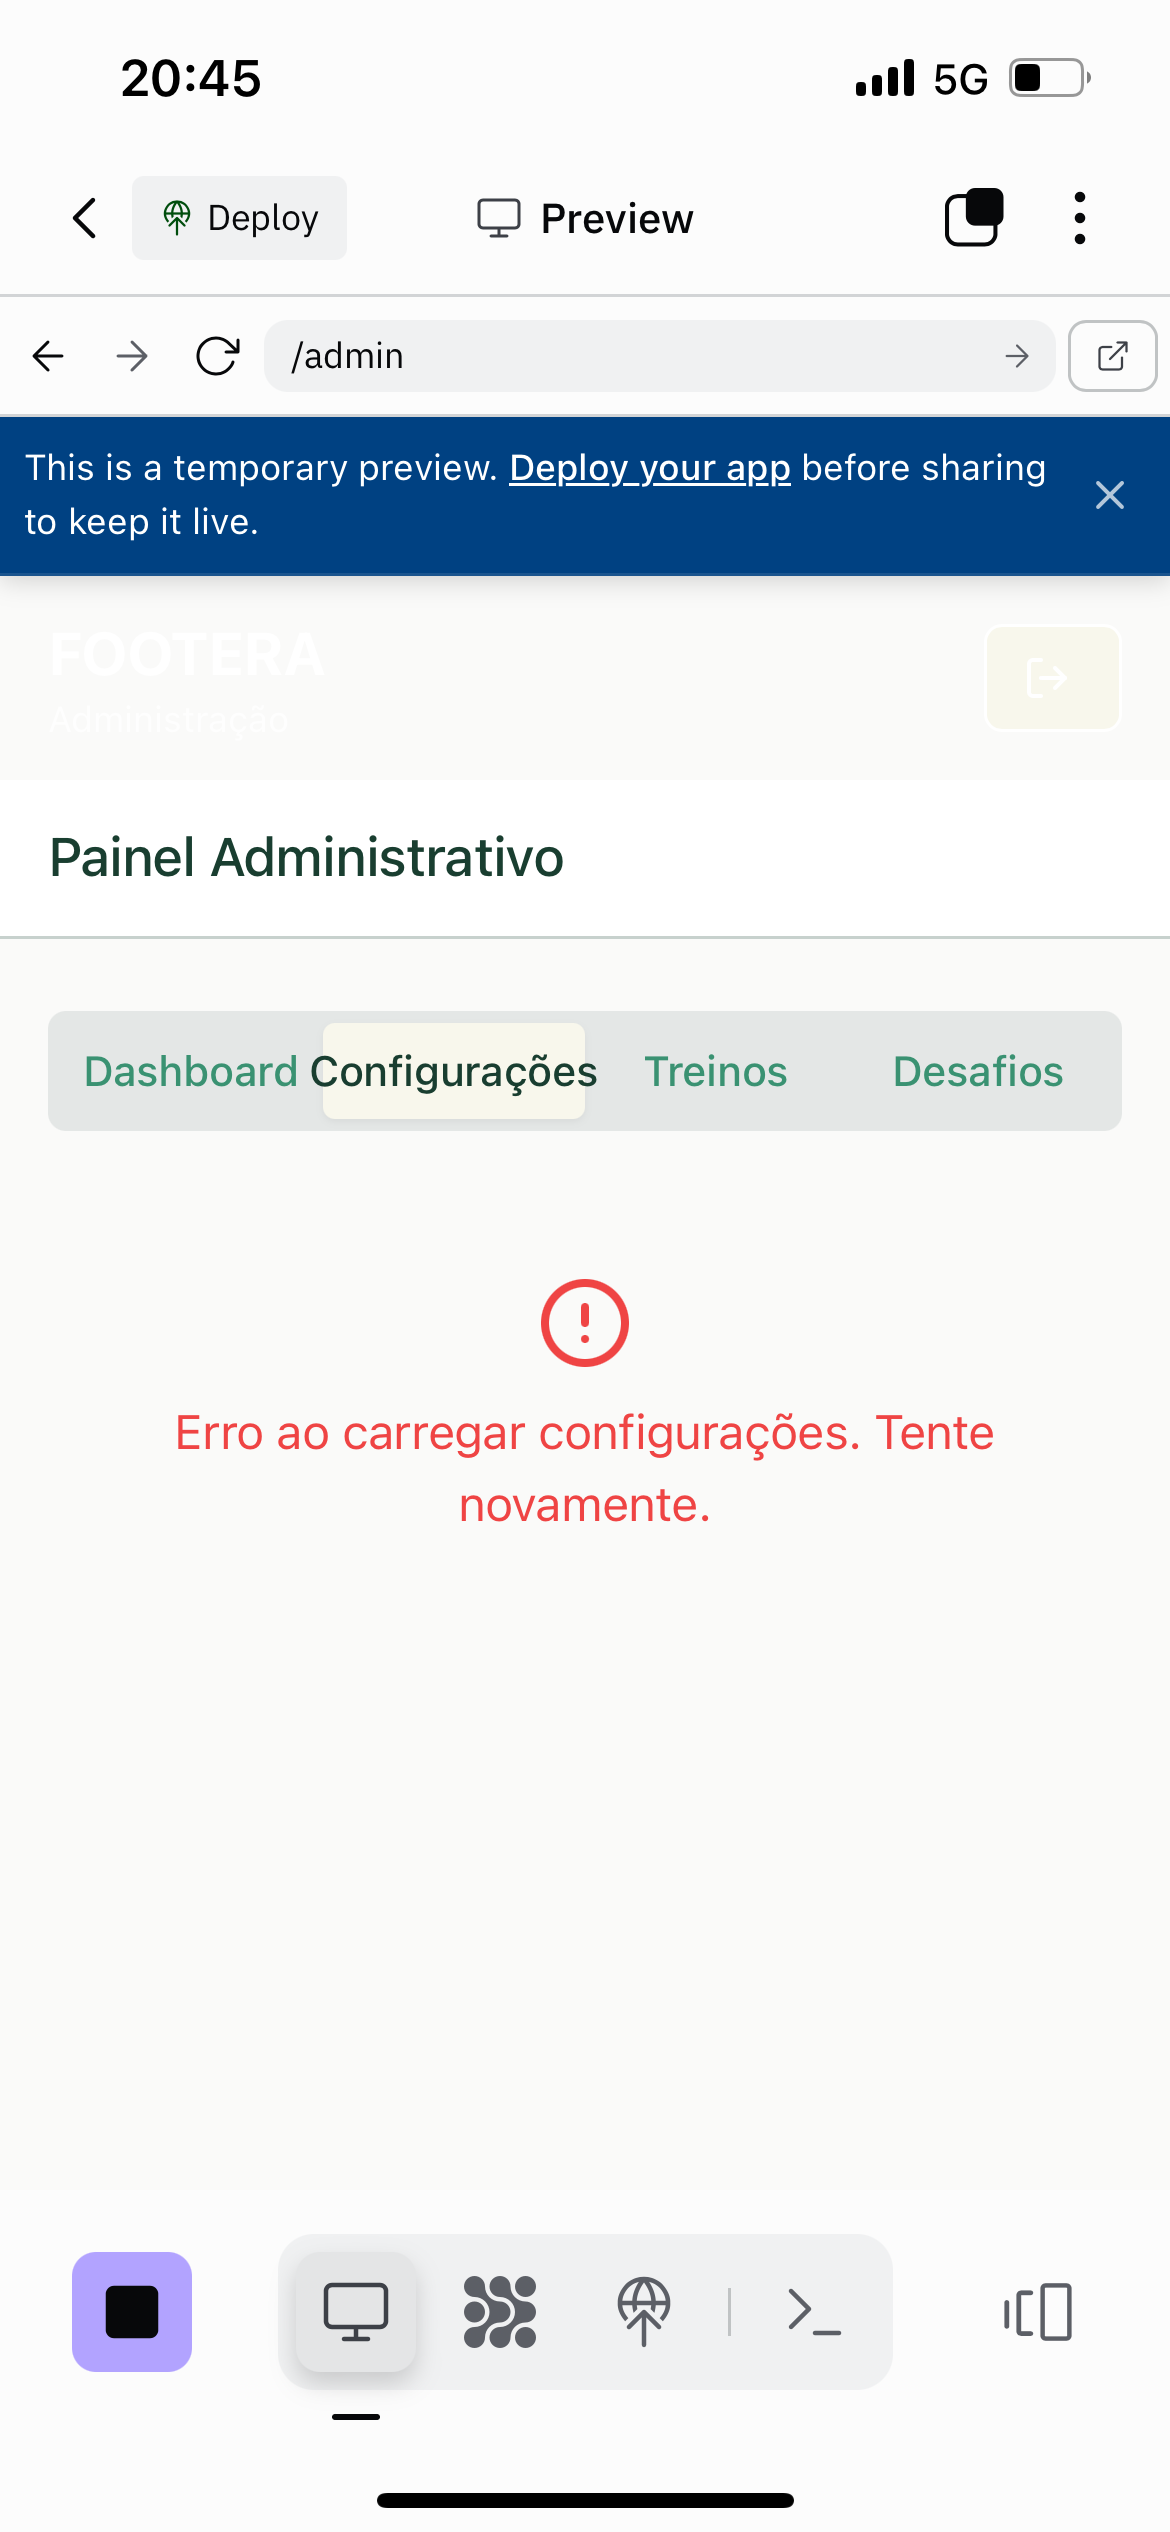 20:45
5G
Deploy
Preview
/admin
This is a temporary preview. Deploy your app before sharing
to keep it live.
FOOTERA
Administração
Painel Administrativo
Dashboard
Configurações
Treinos
Desafios
Erro ao carregar configurações. Tente
novamente.